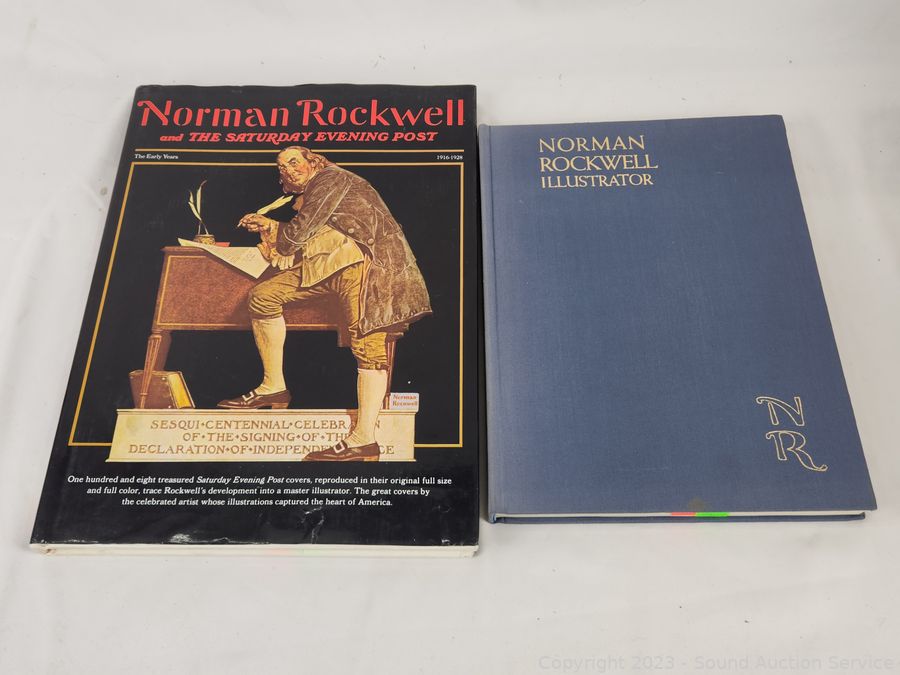 Norman Rockwell
and THE SATURDAY EVENING POST
The Early Years 1916-1928
Norman
Rockwell
SESQUI•CENTENNIAL•CELEBRA N
OF•THE•SIGNING•OF•TH
DECLARATION•OF•INDEPEND CE
One hundred and eight treasured Saturday Evening Post covers, reproduced in their original full size
and full color, trace Rockwell's development into a master illustrator. The great covers by
the celebrated artist whose illustrations captured the heart of America.
NORMAN
ROCKWELL
ILLUSTRATOR
N
R
Copyright 2023 - Sound Auction Service